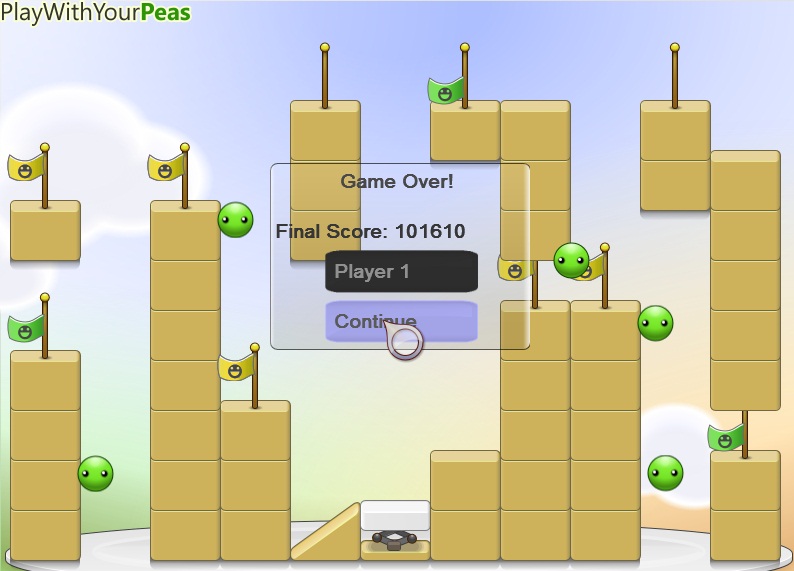 PlayWithYourPeas
Game Over!
Final Score: 101610
Player 1
Continue